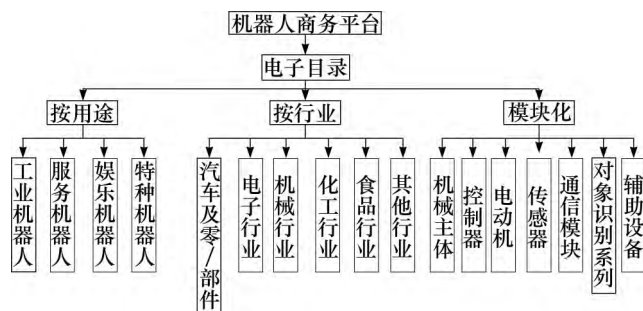 机器人商务平台
电子目录
按用途
按行业
模块化
工业机器人
服务机器人
娱乐机器人
特种机器人
汽车及零/部件
电子行业
机械行业
化工行业
食品行业
其他行业
机械主体
控制器
电动机
传感器
通信模块
对象识别系列
辅助设备